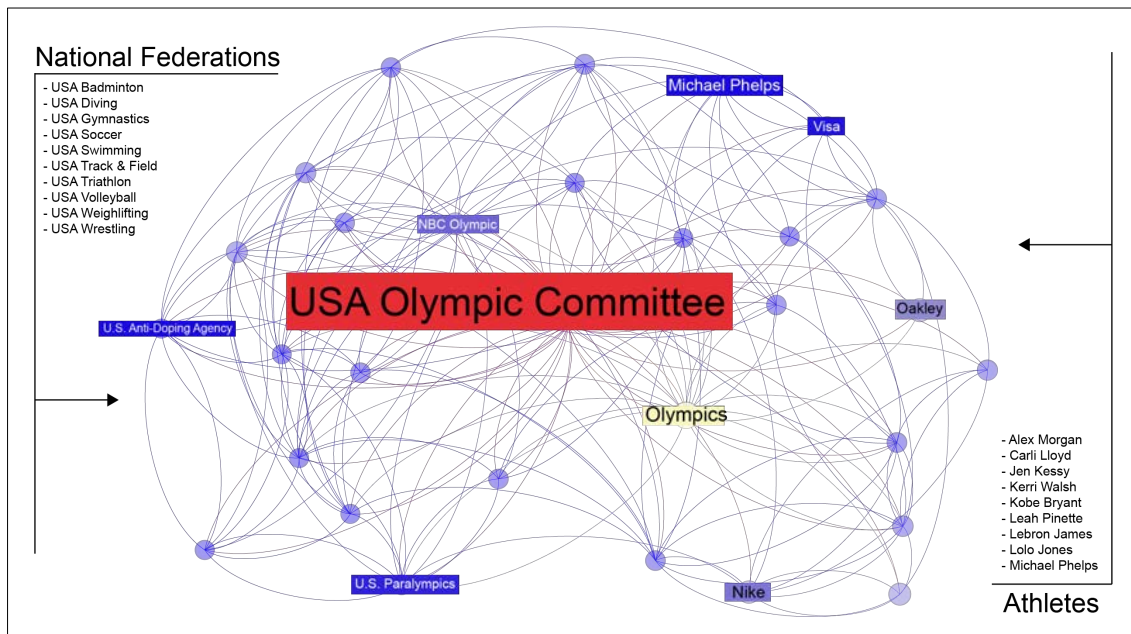 National Federations
- USA Badminton
- USA Diving
- USA Gymnastics
- USA Soccer
- USA Swimming
- USA Track & Field
- USA Triathlon
- USA Volleyball
- USA Weighlifting
- USA Wrestling
Michael Phelps
Visa
NBC Olympic
USA Olympic Committee
Oakley
U.S. Anti-Doping Agency
Olympics
U.S. Paralympics
Nike
- Alex Morgan
- Carli Lloyd
- Jen Kessy
- Kerri Walsh
- Kobe Bryant
- Leah Pinette
- Lebron James
- Lolo Jones
- Michael Phelps
Athletes